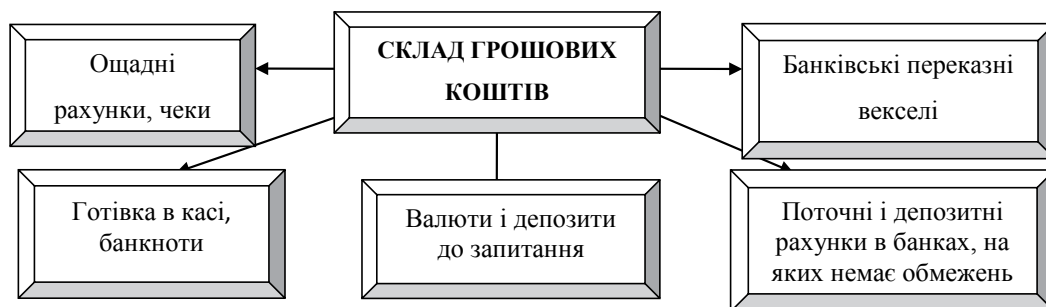 СКЛАД ГРОШОВИХ
КОШТІВ
Ощадні
рахунки, чеки
Банківські переказні
векселі
Готівка в касі,
банкноти
Валюти і депозити
до запитання
Поточні і депозитні
рахунки в банках, на
яких немає обмежень